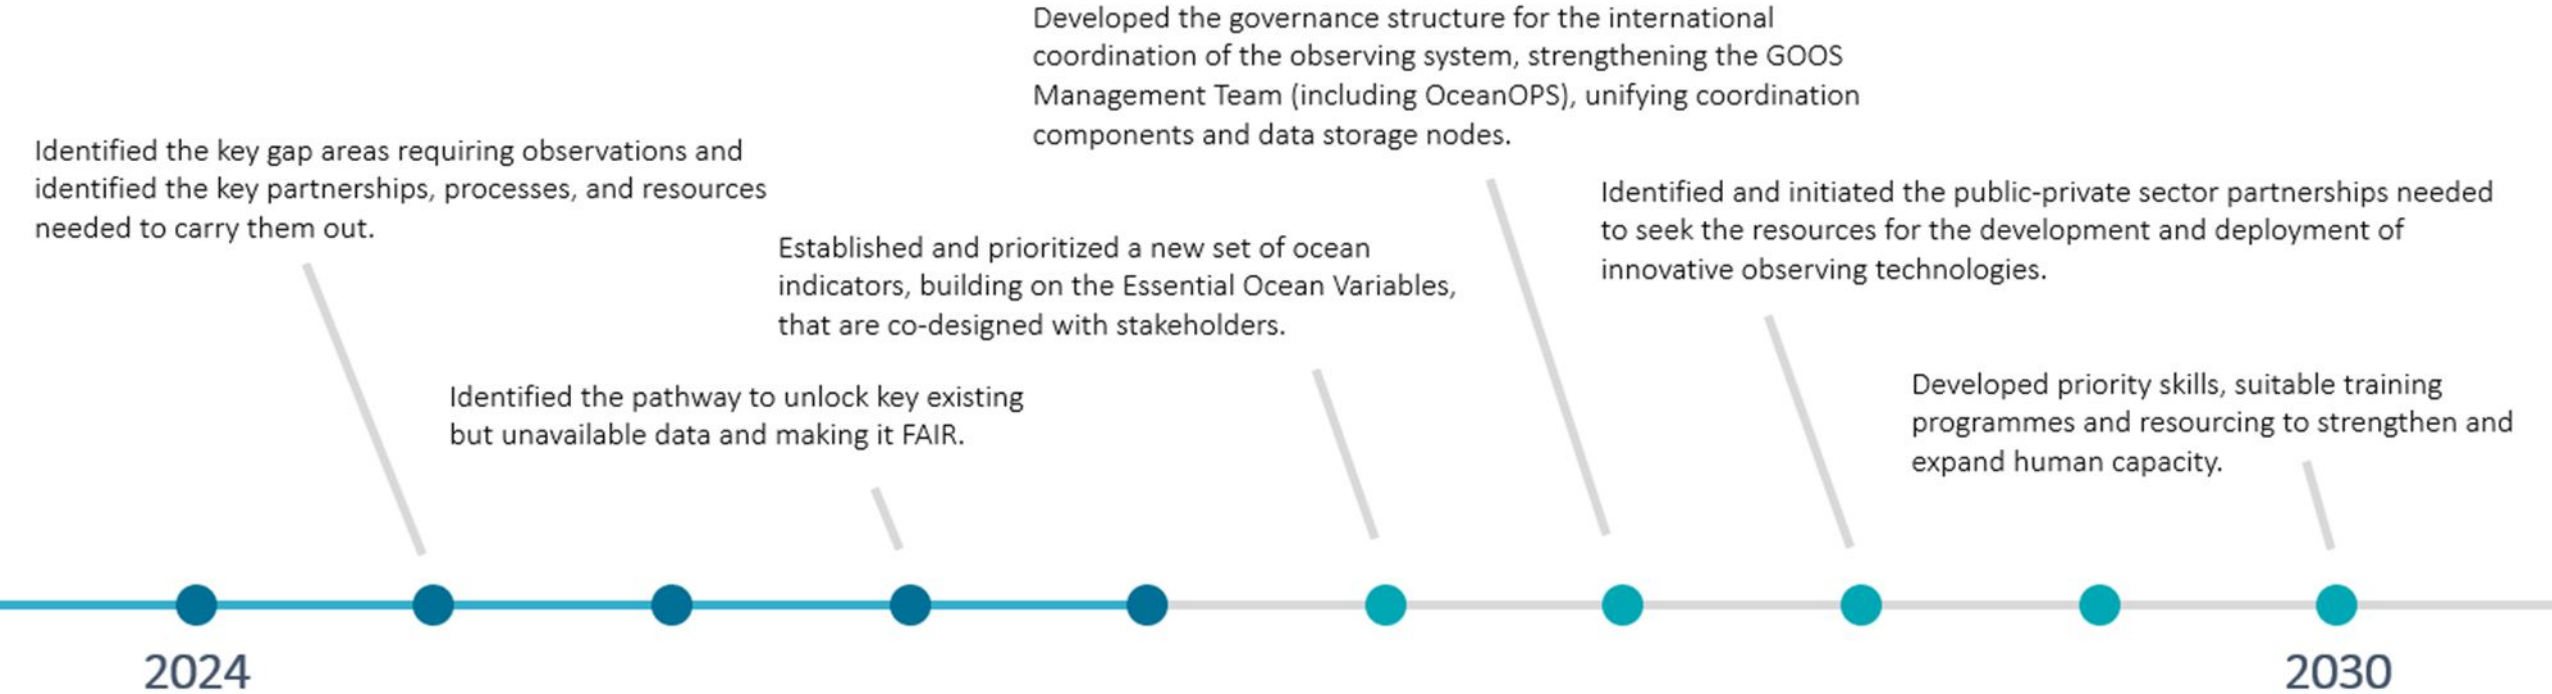 Developed the governance structure for the international
coordination of the observing system, strengthening the GOOS
Management Team (including OceanOPS), unifying coordination
components and data storage nodes.
Identified the key gap areas requiring observations and
identified the key partnerships, processes, and resources
needed to carry them out.
Identified and initiated the public-private sector partnerships needed
to seek the resources for the development and deployment of
innovative observing technologies.
Established and prioritized a new set of ocean
indicators, building on the Essential Ocean Variables,
that are co-designed with stakeholders.
Identified the pathway to unlock key existing
but unavailable data and making it FAIR.
Developed priority skills, suitable training
programmes and resourcing to strengthen and
expand human capacity.
2024
2030